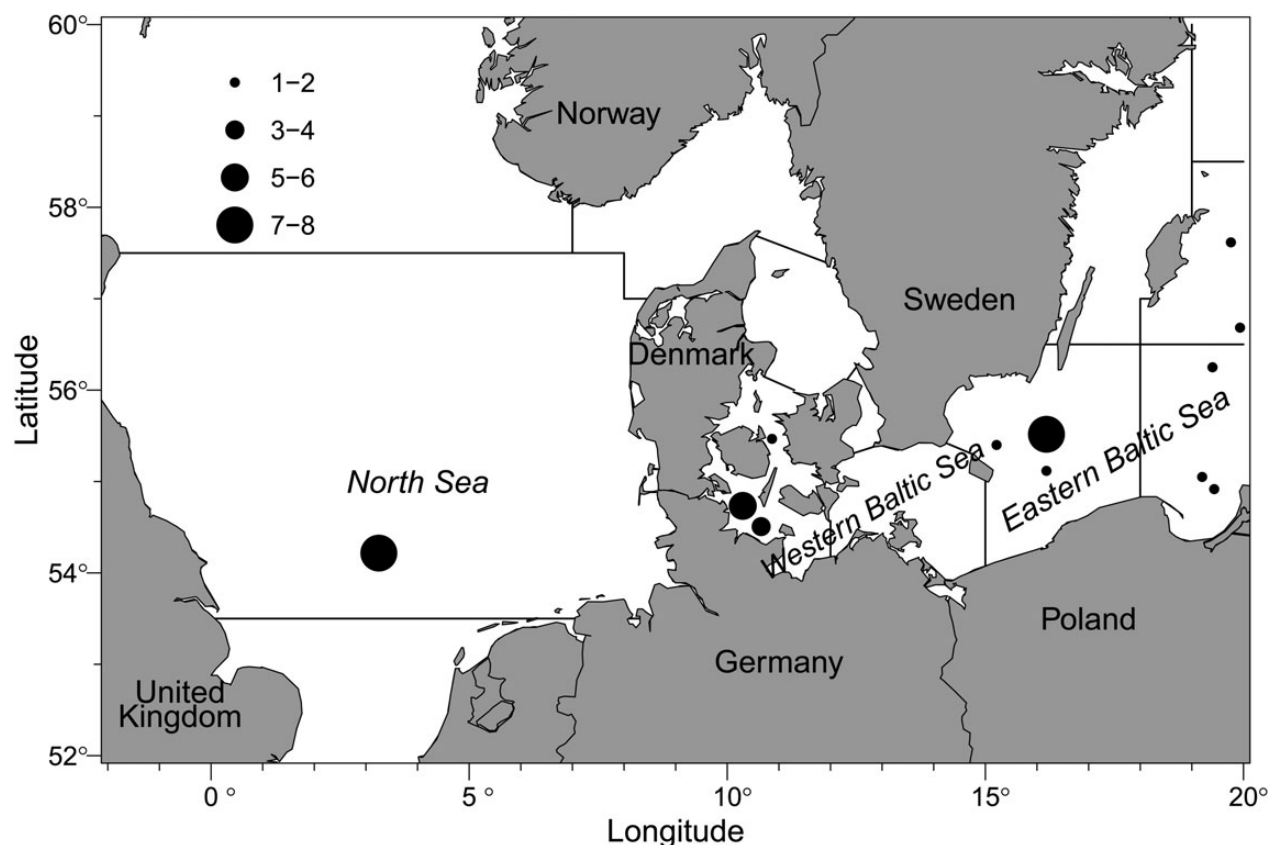 60°
1−2
3−4
Norway
5−6
58°
7−8
Sweden
Denmark
56°
Latitude
North Sea
Western Baltic Sea
Eastern Baltic Sea
54°
Poland
Germany
United
Kingdom
52°
0 °
5°
10°
15°
20°
Longitude